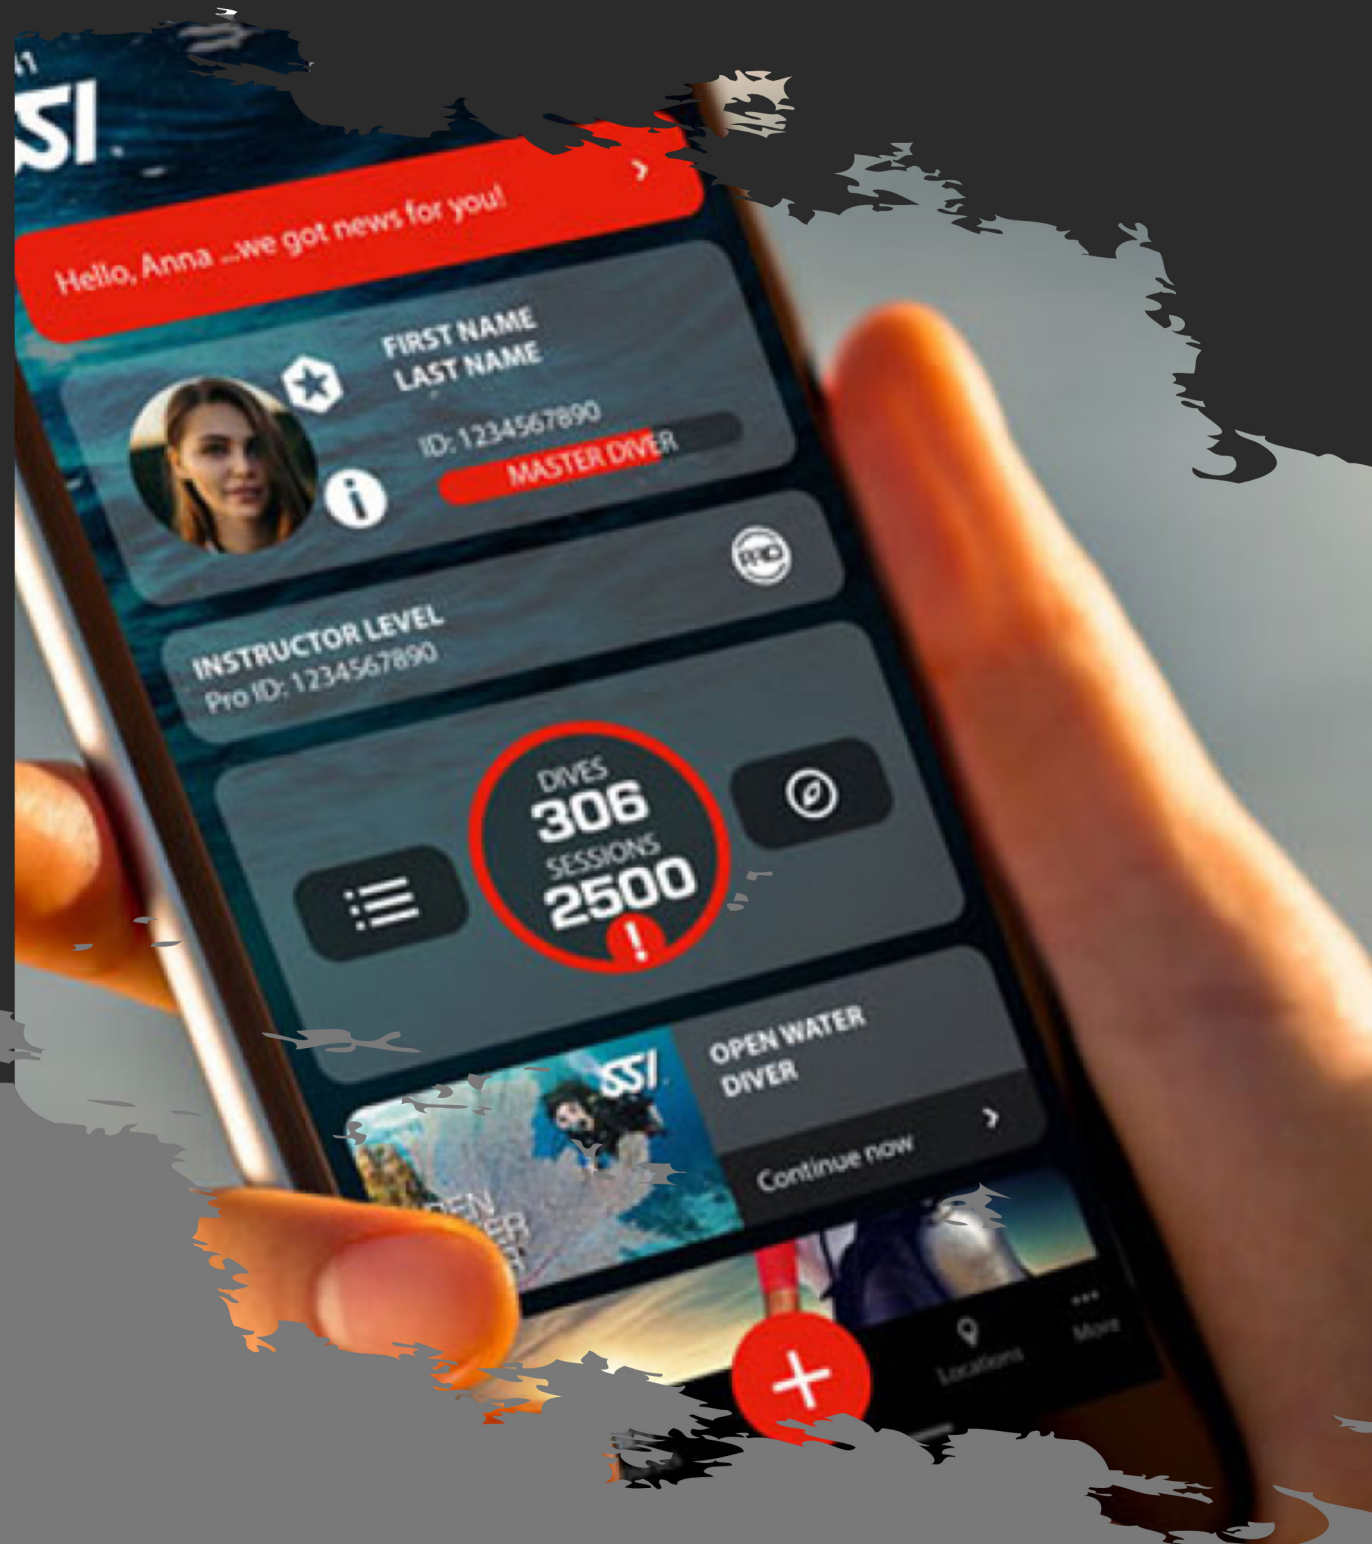 41
SSI
Hello, Anna ...we got news for you!
FIRST NAME
LAST NAME
ID: 1234567890
MASTER DIVER
INSTRUCTOR LEVEL
Pro ID: 1234567890
DIVES
306
SESSIONS
2500
!
SSI
OPEN WATER
DIVER
Continue now
Locations
More